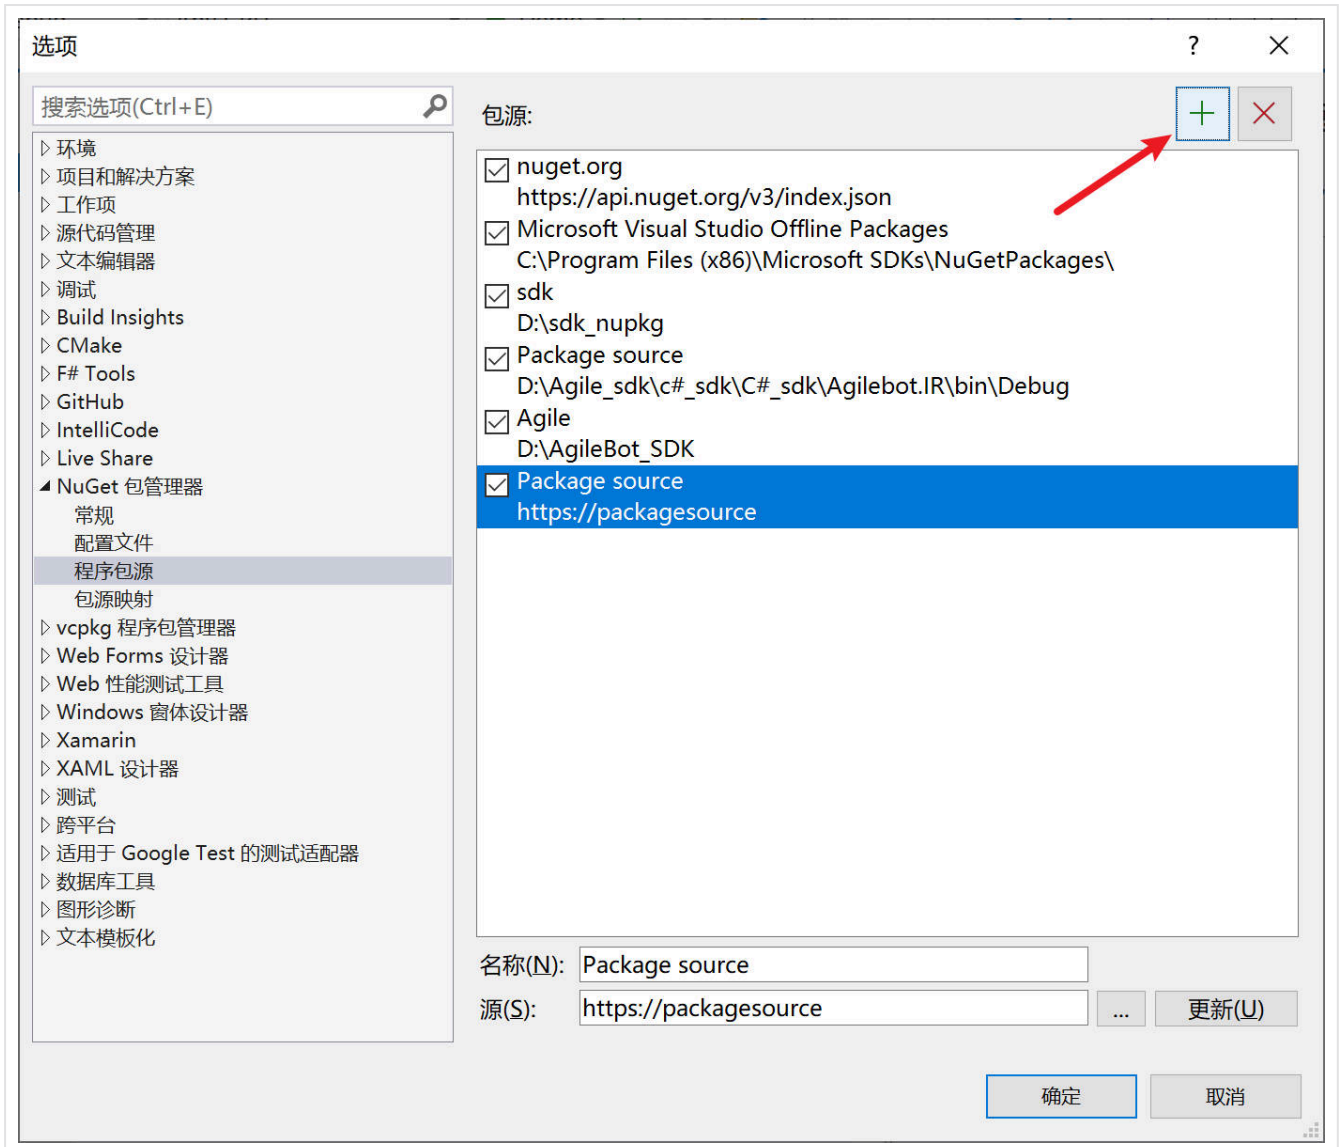 选项
?
搜索选项(Ctrl+E)
环境
项目和解决方案
工作项
源代码管理
文本编辑器
调试
Build Insights
CMake
F# Tools
GitHub
IntelliCode
Live Share
NuGet 包管理器
常规
配置文件
程序包源
包源映射
vcpkg 程序包管理器
Web Forms 设计器
Web 性能测试工具
Windows 窗体设计器
Xamarin
XAML 设计器
测试
跨平台
适用于 Google Test 的测试适配器
数据库工具
图形诊断
文本模板化
包源:
nuget.org
https://api.nuget.org/v3/index.json
Microsoft Visual Studio Offline Packages
C:\Program Files (x86)\Microsoft SDKs\NuGetPackages\
sdk
D:\sdk_nupkg
Package source
D:\Agile_sdk\c#_sdk\C#_sdk\Agilebot.IR\bin\Debug
Agile
D:\AgileBot_SDK
Package source
https://packagesource
名称(N): Package source
源(S): https://packagesource ... 更新(U)
确定 取消